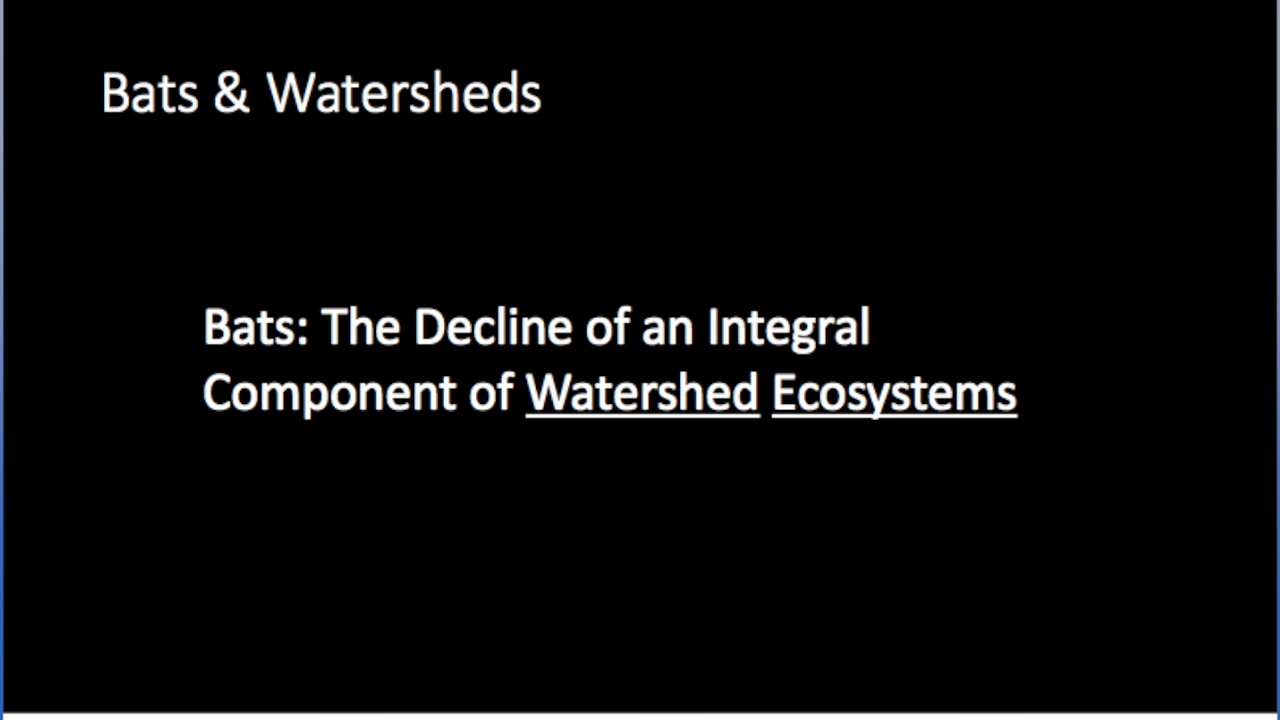 Bats & Watersheds
Bats: The Decline of an Integral
Component of Watershed Ecosystems